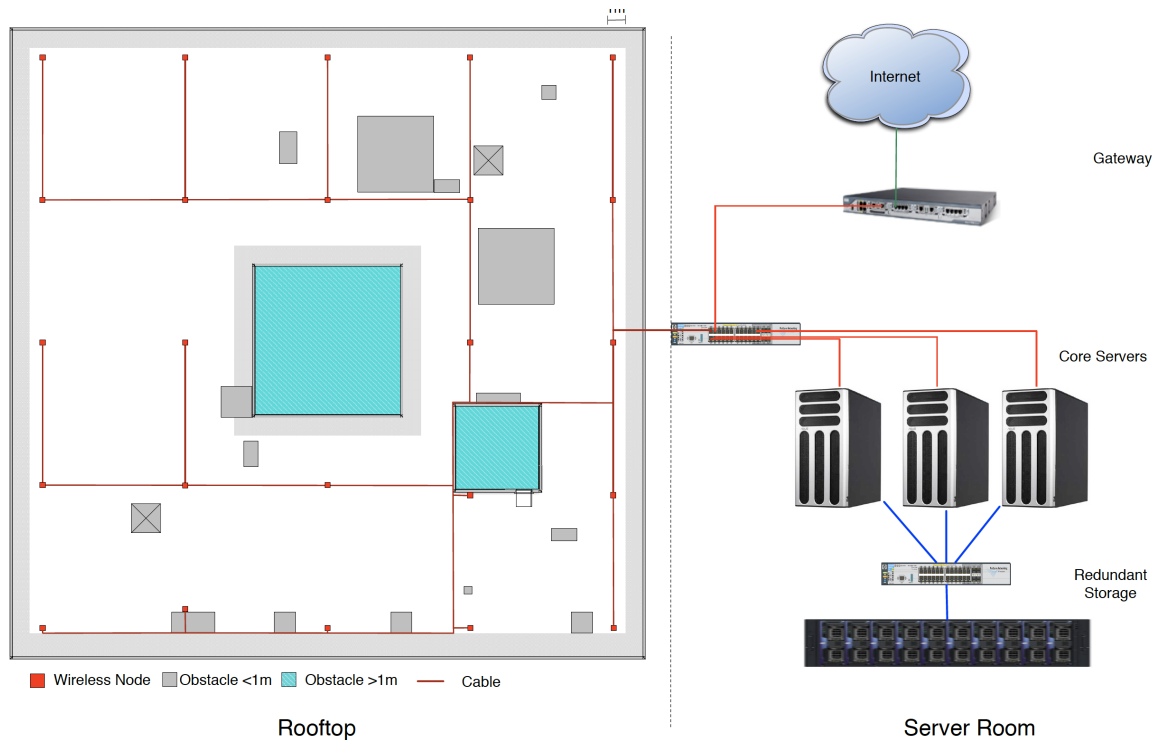 Internet
Gateway
Core Servers
Redundant
Storage
Wireless Node
Obstacle <1m
Obstacle >1m
Cable
Rooftop
Server Room